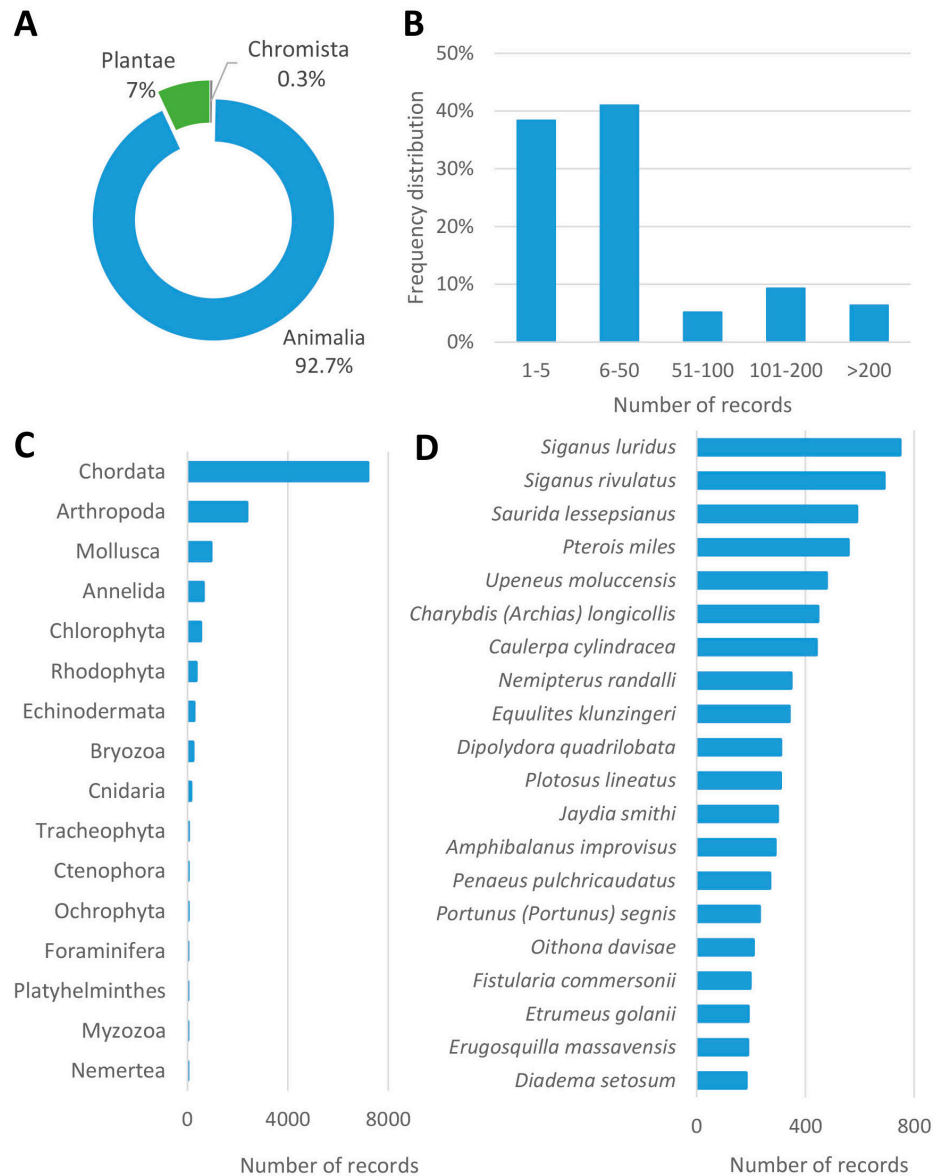 A
Plantae
7%
Chromista
0.3%
Animalia
92.7%
B
Frequency distribution
50%
40%
30%
20%
10%
0%
1-5 6-50 51-100 101-200 >200
Number of records
C
Chordata
Arthropoda
Mollusca
Annelida
Chlorophyta
Rhodophyta
Echinodermata
Bryozoa
Cnidaria
Tracheophyta
Ctenophora
Ochrophyta
Foraminifera
Platyhelminthes
Myzozoa
Nemertea
0 4000 8000
Number of records
D
Siganus luridus
Siganus rivulatus
Saurida lessepsianus
Pterois miles
Upeneus moluccensis
Charybdis (Archias) longicollis
Caulerpa cylindracea
Nemipterus randalli
Equulites klunzingeri
Dipolydora quadrilobata
Plotosus lineatus
Jaydia smithi
Amphibalanus improvisus
Penaeus pulchricaudatus
Portunus (Portunus) segnis
Oithona davisae
Fistularia commersonii
Etrumeus golanii
Erugosquilla massavensis
Diadema setosum
0 400 800
Number of records